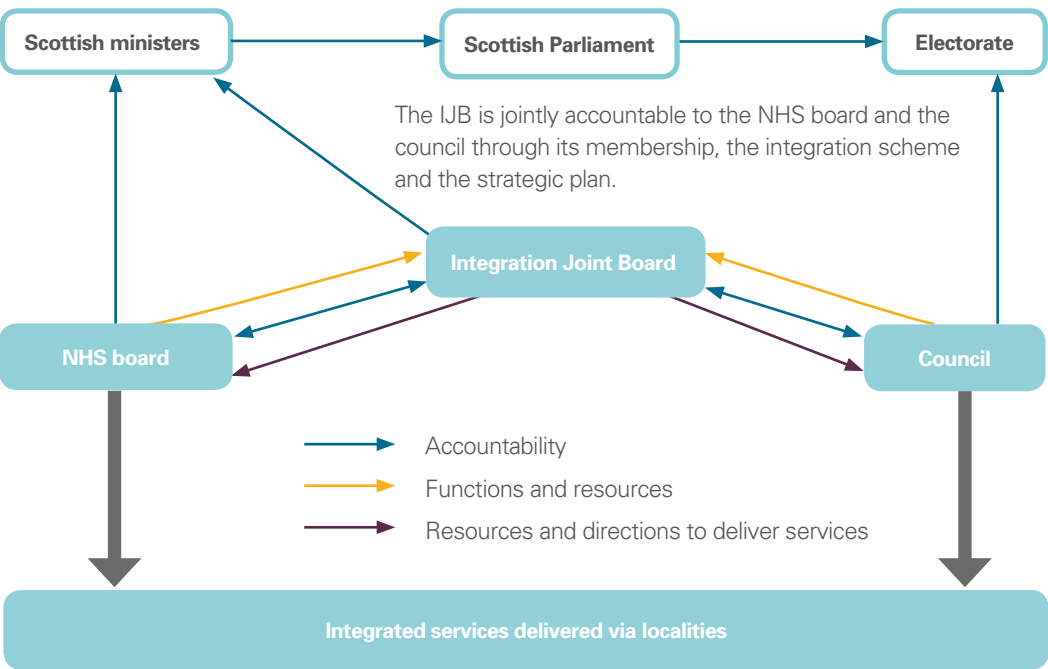 Scottish ministers
Scottish Parliament
Electorate
The IJB is jointly accountable to the NHS board and the
council through its membership, the integration scheme
and the strategic plan.
Integration Joint Board
NHS board
Council
Accountability
Functions and resources
Resources and directions to deliver services
Integrated services delivered via localities